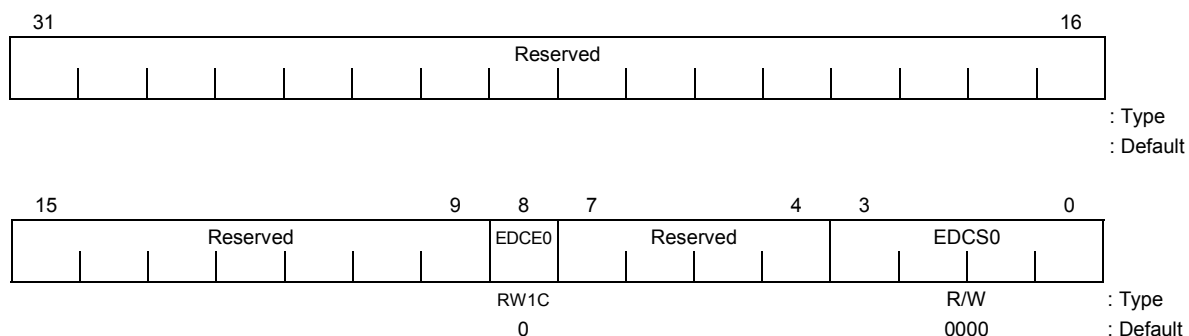 31 16
Reserved
: Type
: Default
15 9 8 7 4 3 0
Reserved EDCE0 Reserved EDCS0
RW1C R/W : Type
0 0000 : Default